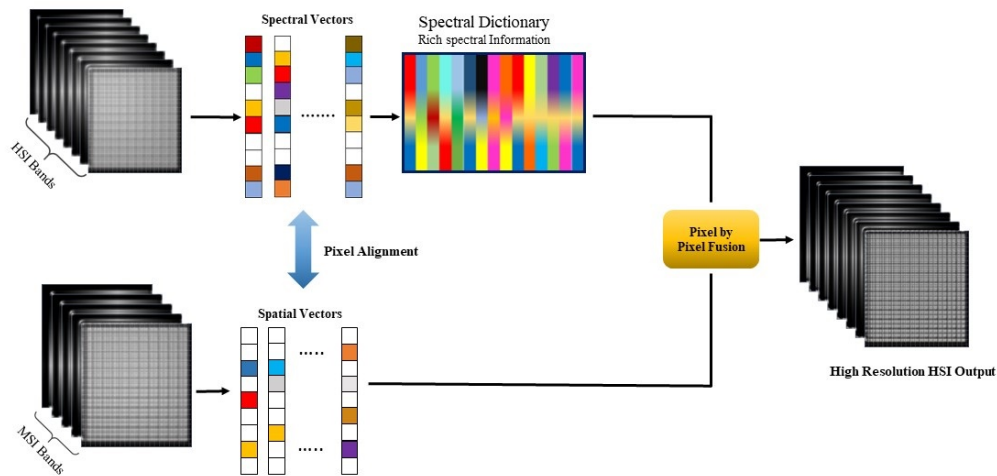 Spectral Vectors
Spectral Dictionary
Rich spectral Information
.......
HSI Bands
Pixel Alignment
Pixel by
Pixel Fusion
Spatial Vectors
.....
.....
MSI Bands
High Resolution HSI Output